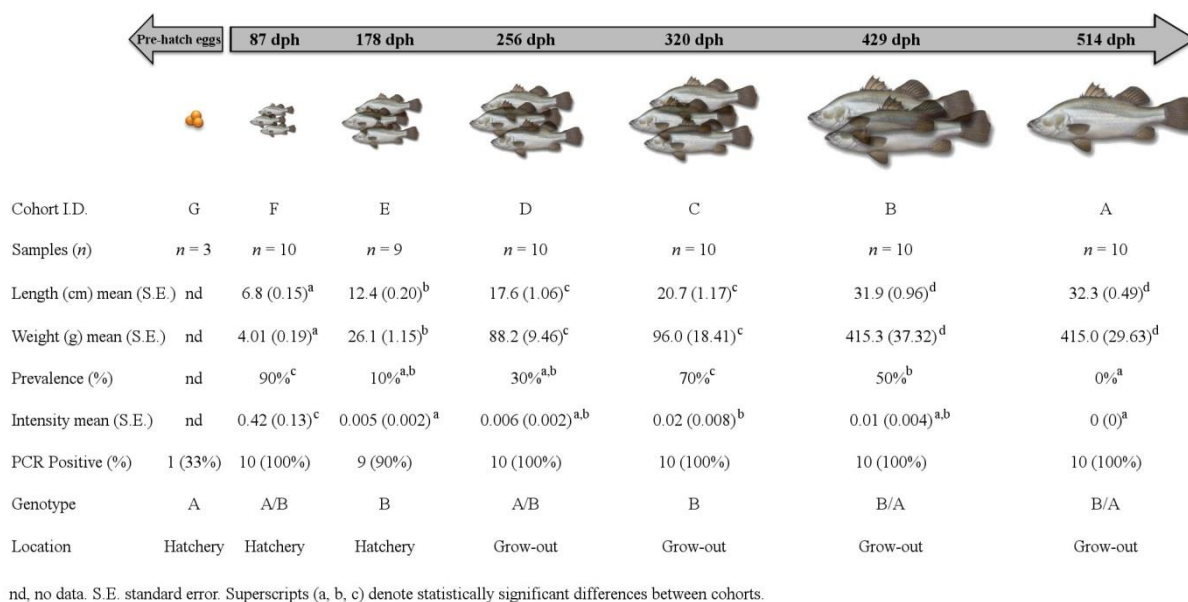 Pre-hatch eggs 87 dph 178 dph 256 dph 320 dph 429 dph 514 dph
Cohort I.D. G F E D C B A
Samples (n) n = 3 n = 10 n = 9 n = 10 n = 10 n = 10 n = 10
Length (cm) mean (S.E.) nd 6.8 (0.15)a 12.4 (0.20)b 17.6 (1.06)c 20.7 (1.17)c 31.9 (0.96)d 32.3 (0.49)d
Weight (g) mean (S.E.) nd 4.01 (0.19)a 26.1 (1.15)b 88.2 (9.46)c 96.0 (18.41)c 415.3 (37.32)d 415.0 (29.63)d
Prevalence (%) nd 90%c 10%a,b 30%a,b 70%c 50%b 0%a
Intensity mean (S.E.) nd 0.42 (0.13)c 0.005 (0.002)a 0.006 (0.002)a,b 0.02 (0.008)b 0.01 (0.004)a,b 0 (0)a
PCR Positive (%) 1 (33%) 10 (100%) 9 (90%) 10 (100%) 10 (100%) 10 (100%) 10 (100%)
Genotype A A/B B A/B B B/A B/A
Location Hatchery Hatchery Hatchery Grow-out Grow-out Grow-out Grow-out
nd, no data. S.E. standard error. Superscripts (a, b, c) denote statistically significant differences between cohorts.